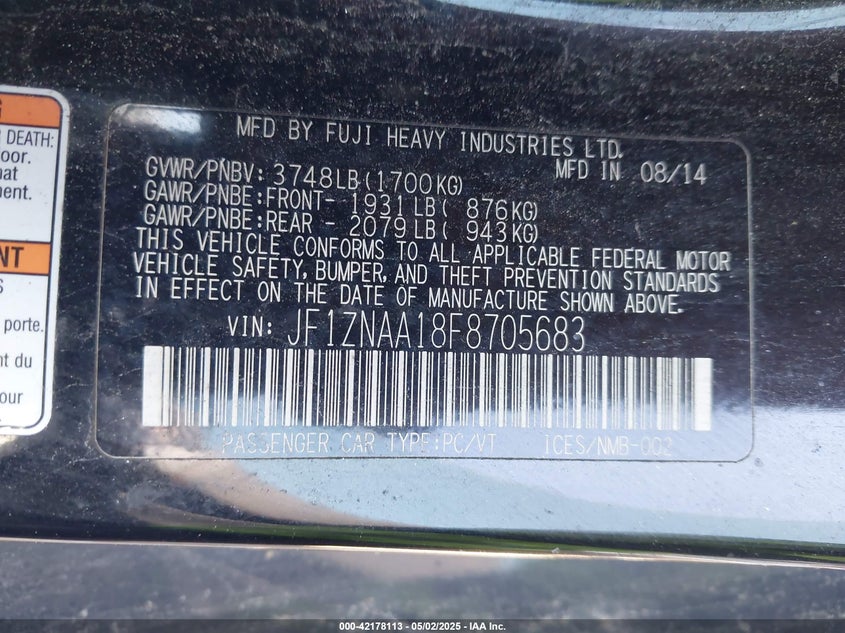 G
DEATH:
oor.
hat
nement.
NT
S
porte.
ent du
our
MFD BY FUJI HEAVY INDUSTRIES LTD.
GVWR/PNBV: 3748LB(1700KG) MFD IN 08/14
GAWR/PNBE:FRONT- 1931LB( 876KG)
GAWR/PNBE:REAR - 2079LB( 943KG)
THIS VEHICLE CONFORMS TO ALL APPLICABLE FEDERAL MOTOR
VEHICLE SAFETY, BUMPER, AND THEFT PREVENTION STANDARDS
IN EFFECT ON THE DATE OF MANUFACTURE SHOWN ABOVE.
VIN: JF1ZNAA18F8705683
PASSENGER CAR TYPE:PC/VT ICES/NMB-002
000-42178113 - 05/02/2025 - IAA Inc.